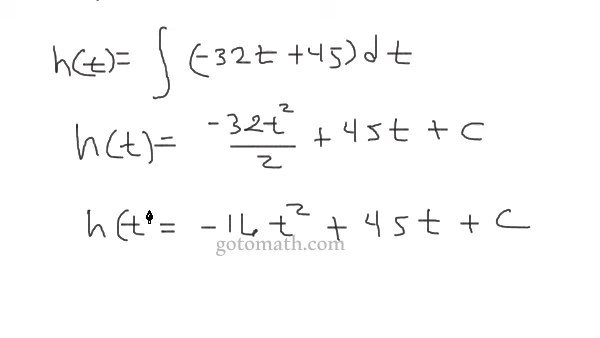 h(t)= ∫ (-32t +45) dt
h(t)= -32t²/2 + 45t + C
h(t = -16t² + 45t + C
gotomath.com